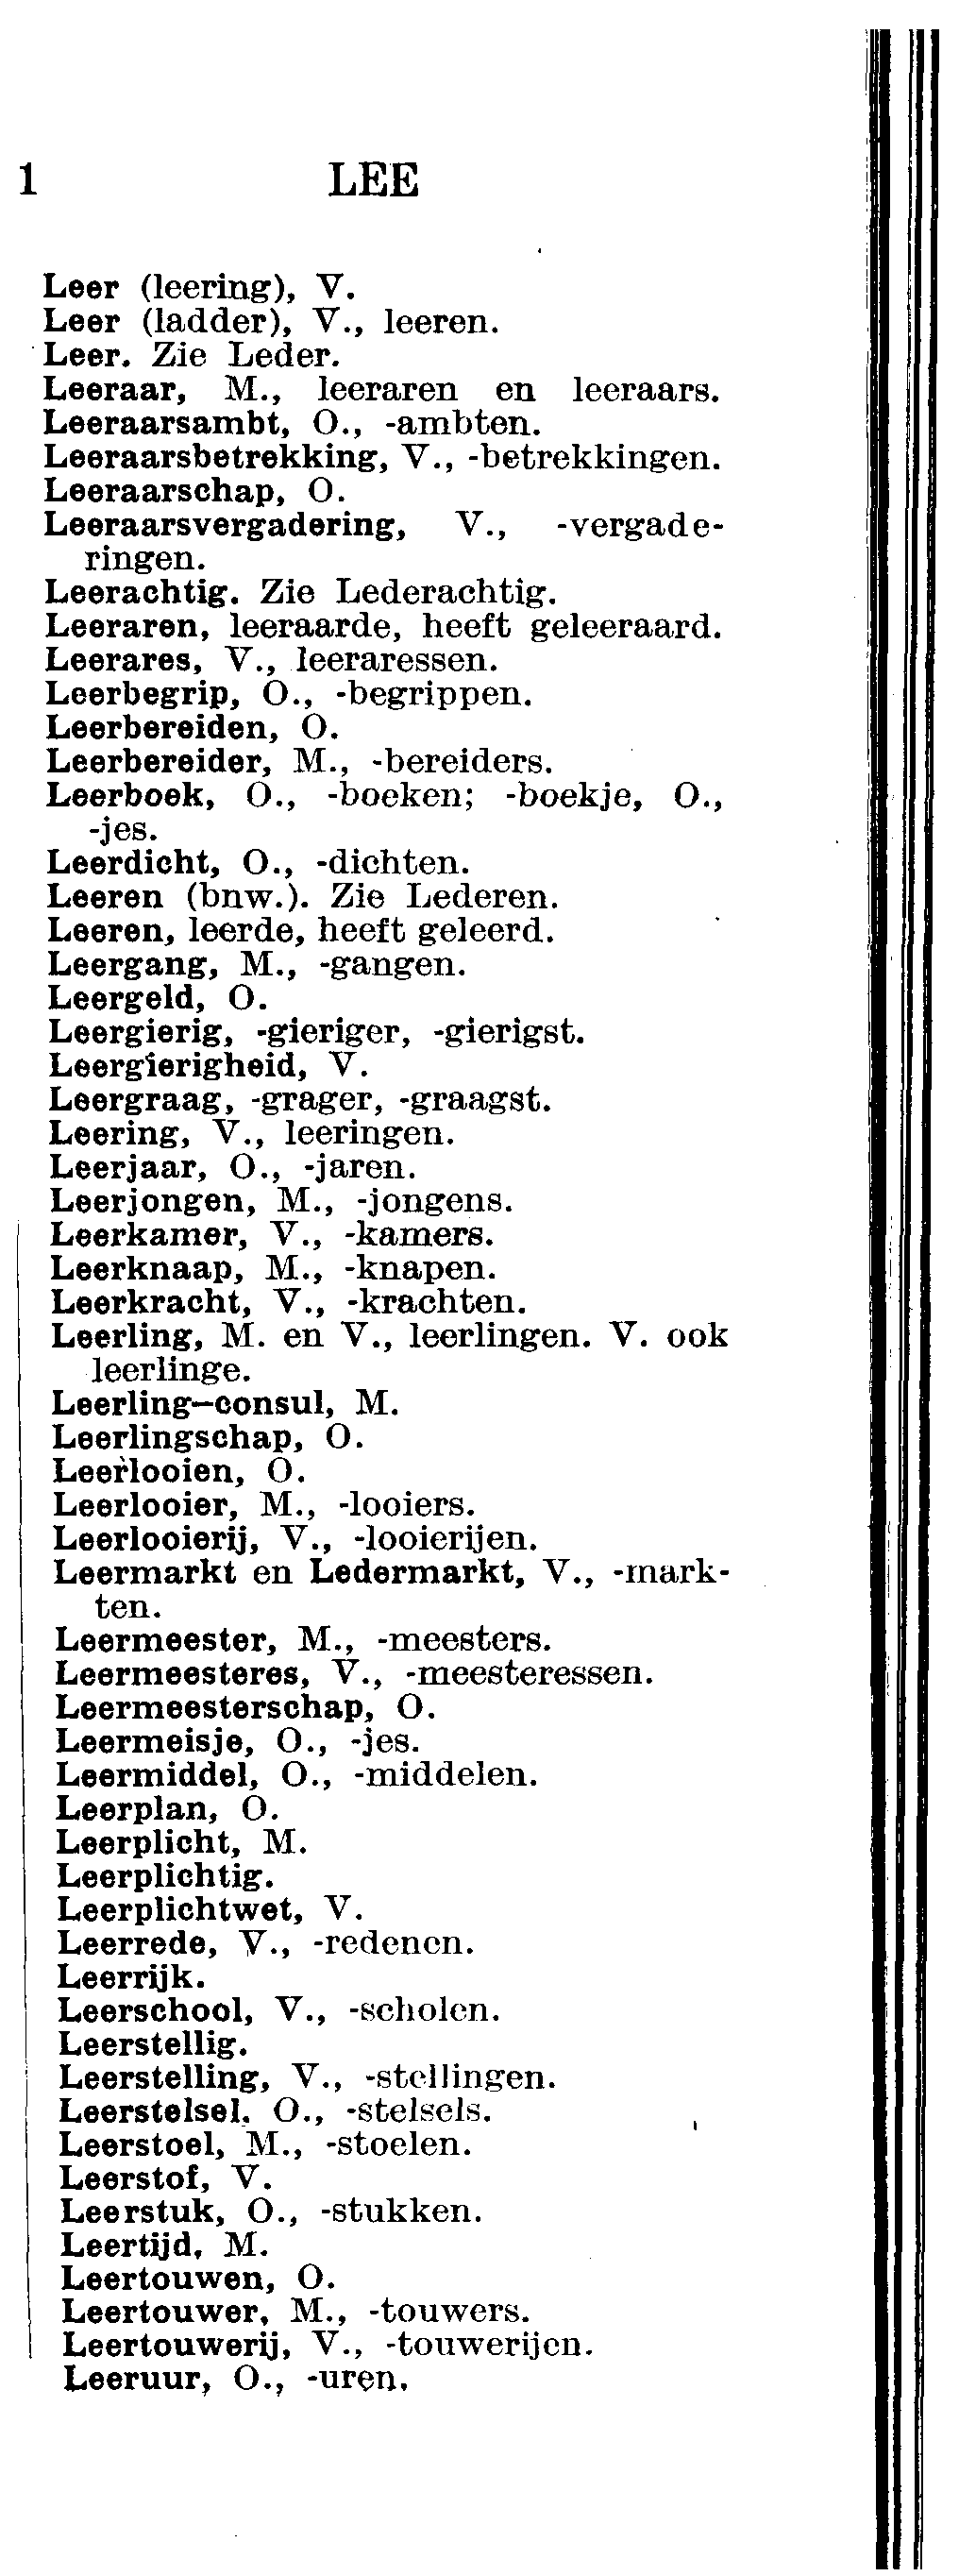 1 LEE
Leer (leering), V.
Leer (ladder), V., leeren.
Leer. Zie Leder.
Leeraar, M., leeraren en leeraars.
Leeraarsambt, O., -ambten.
Leeraarsbetrekking, V., -betrekkingen.
Leeraarschap, O.
Leeraarsvergadering, V., -vergade-
ringen.
Leerachtig. Zie Lederachtig.
Leeraren, leeraarde, heeft geleeraard.
Leerares, V., leeraressen.
Leerbegrip, O., -begrippen.
Leerbereiden, O.
Leerbereider, M., -bereiders.
Leerboek, O., -boeken; -boekje, O.,
-jes.
Leerdicht, O., -dichten.
Leeren (bnw.). Zie Lederen.
Leeren, leerde, heeft geleerd.
Leergang, M., -gangen.
Leergeld, O.
Leergierig, -gieriger, -gierigst.
Leergierigheid, V.
Leergraag, -grager, -graagst.
Leering, V., leeringen.
Leerjaar, O., -jaren.
Leerjongen, M., -jongens.
Leerkamer, V., -kamers.
Leerknaap, M., -knapen.
Leerkracht, V., -krachten.
Leerling, M. en V., leerlingen. V. ook
leerlinge.
Leerling-consul, M.
Leerlingschap, O.
Leerlooien, O.
Leerlooier, M., -looiers.
Leerlooierij, V., -looierijen.
Leermarkt en Ledermarkt, V., -mark-
ten.
Leermeester, M., -meesters.
Leermeesteres, V., -meesteressen.
Leermeesterschap, O.
Leermeisje, O., -jes.
Leermiddel, O., -middelen.
Leerplan, O.
Leerplicht, M.
Leerplichtig.
Leerplichtwet, V.
Leerrede, V., -redenen.
Leerrijk.
Leerschool, V., -scholen.
Leerstellig.
Leerstelling, V., -stellingen.
Leerstelsel, O., -stelsels.
Leerstoel, M., -stoelen.
Leerstof, V.
Leerstuk, O., -stukken.
Leertijd, M.
Leertouwen, O.
Leertouwer, M., -touwers.
Leertouwerij, V., -touwerijen.
Leeruur, O., -uren.